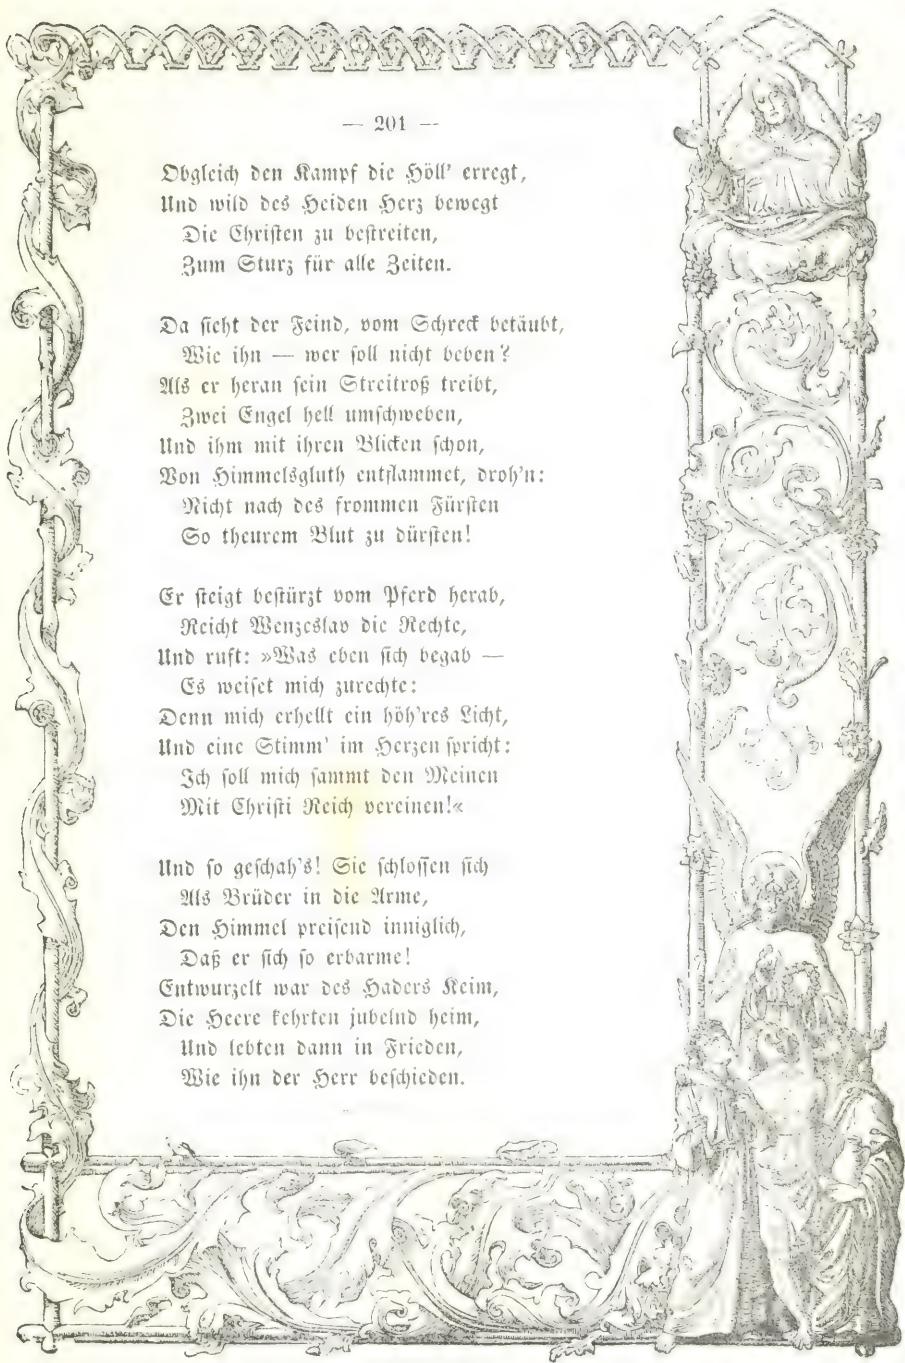 — 201 —
Obgleich den Kampf die Höll' erregt,
Und wild des Heiden Herz bewegt
Die Christen zu bestreiten,
Zum Sturz für alle Zeiten.
Da sieht der Feind, vom Schreck betäubt,
Wie ihn — wer soll nicht beben?
Als er heran sein Streitroß treibt,
Zwei Engel hell umschweben,
Und ihm mit ihren Blicken schon,
Von Himmelsgluth entflammet, droh'n:
Nicht nach des frommen Fürsten
So theurem Blut zu dürsten!
Er steigt bestürzt vom Pferd herab,
Reicht Wenzeslav die Rechte,
Und ruft: »Was eben sich begab —
Es weiset mich zurechte:
Denn mich erhellt ein höh'res Licht,
Und eine Stimm' im Herzen spricht:
Ich soll mich sammt den Meinen
Mit Christi Reich vereinen!«
Und so geschah's! Sie schlossen sich
Als Brüder in die Arme,
Den Himmel preisend inniglich,
Daß er sich so erbarme!
Entwurzelt war des Haders Keim,
Die Heere kehrten jubelnd heim,
Und lebten dann in Frieden,
Wie ihn der Herr beschieden.